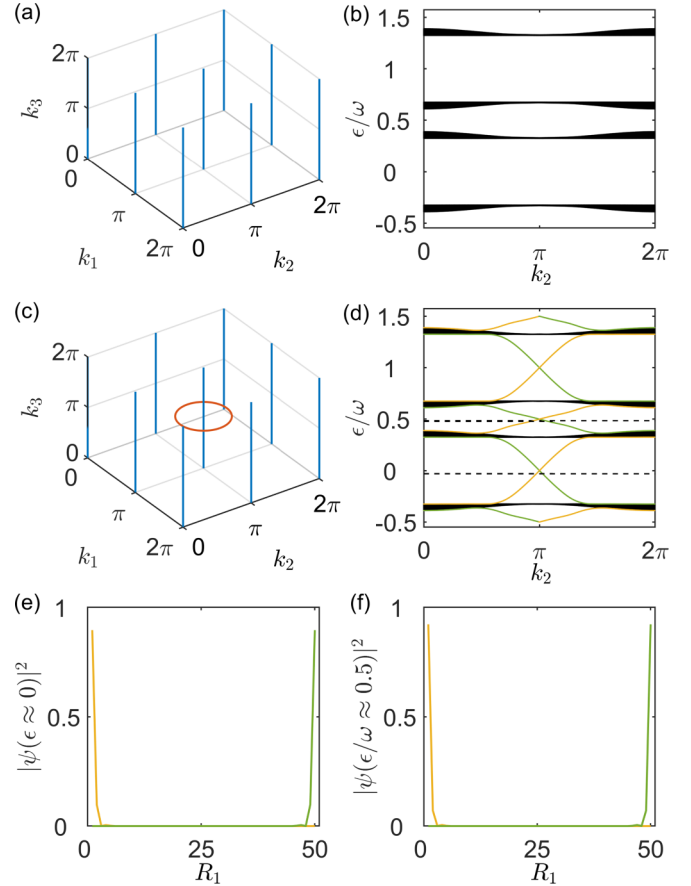 (a)
2π
π
0
k₃
0
π
2π
k₁
0
π
2π
k₂
(b)
1.5
1
0.5
0
-0.5
ϵ/ω
0
π
2π
k₂
(c)
2π
π
0
k₃
0
π
2π
k₁
0
π
2π
k₂
(d)
1.5
1
0.5
0
-0.5
ϵ/ω
0
π
2π
k₂
(e)
1
0.5
0
|ψ(ϵ ≈ 0)|²
0
25
50
R₁
(f)
1
0.5
0
|ψ(ϵ/ω ≈ 0.5)|²
0
25
50
R₁